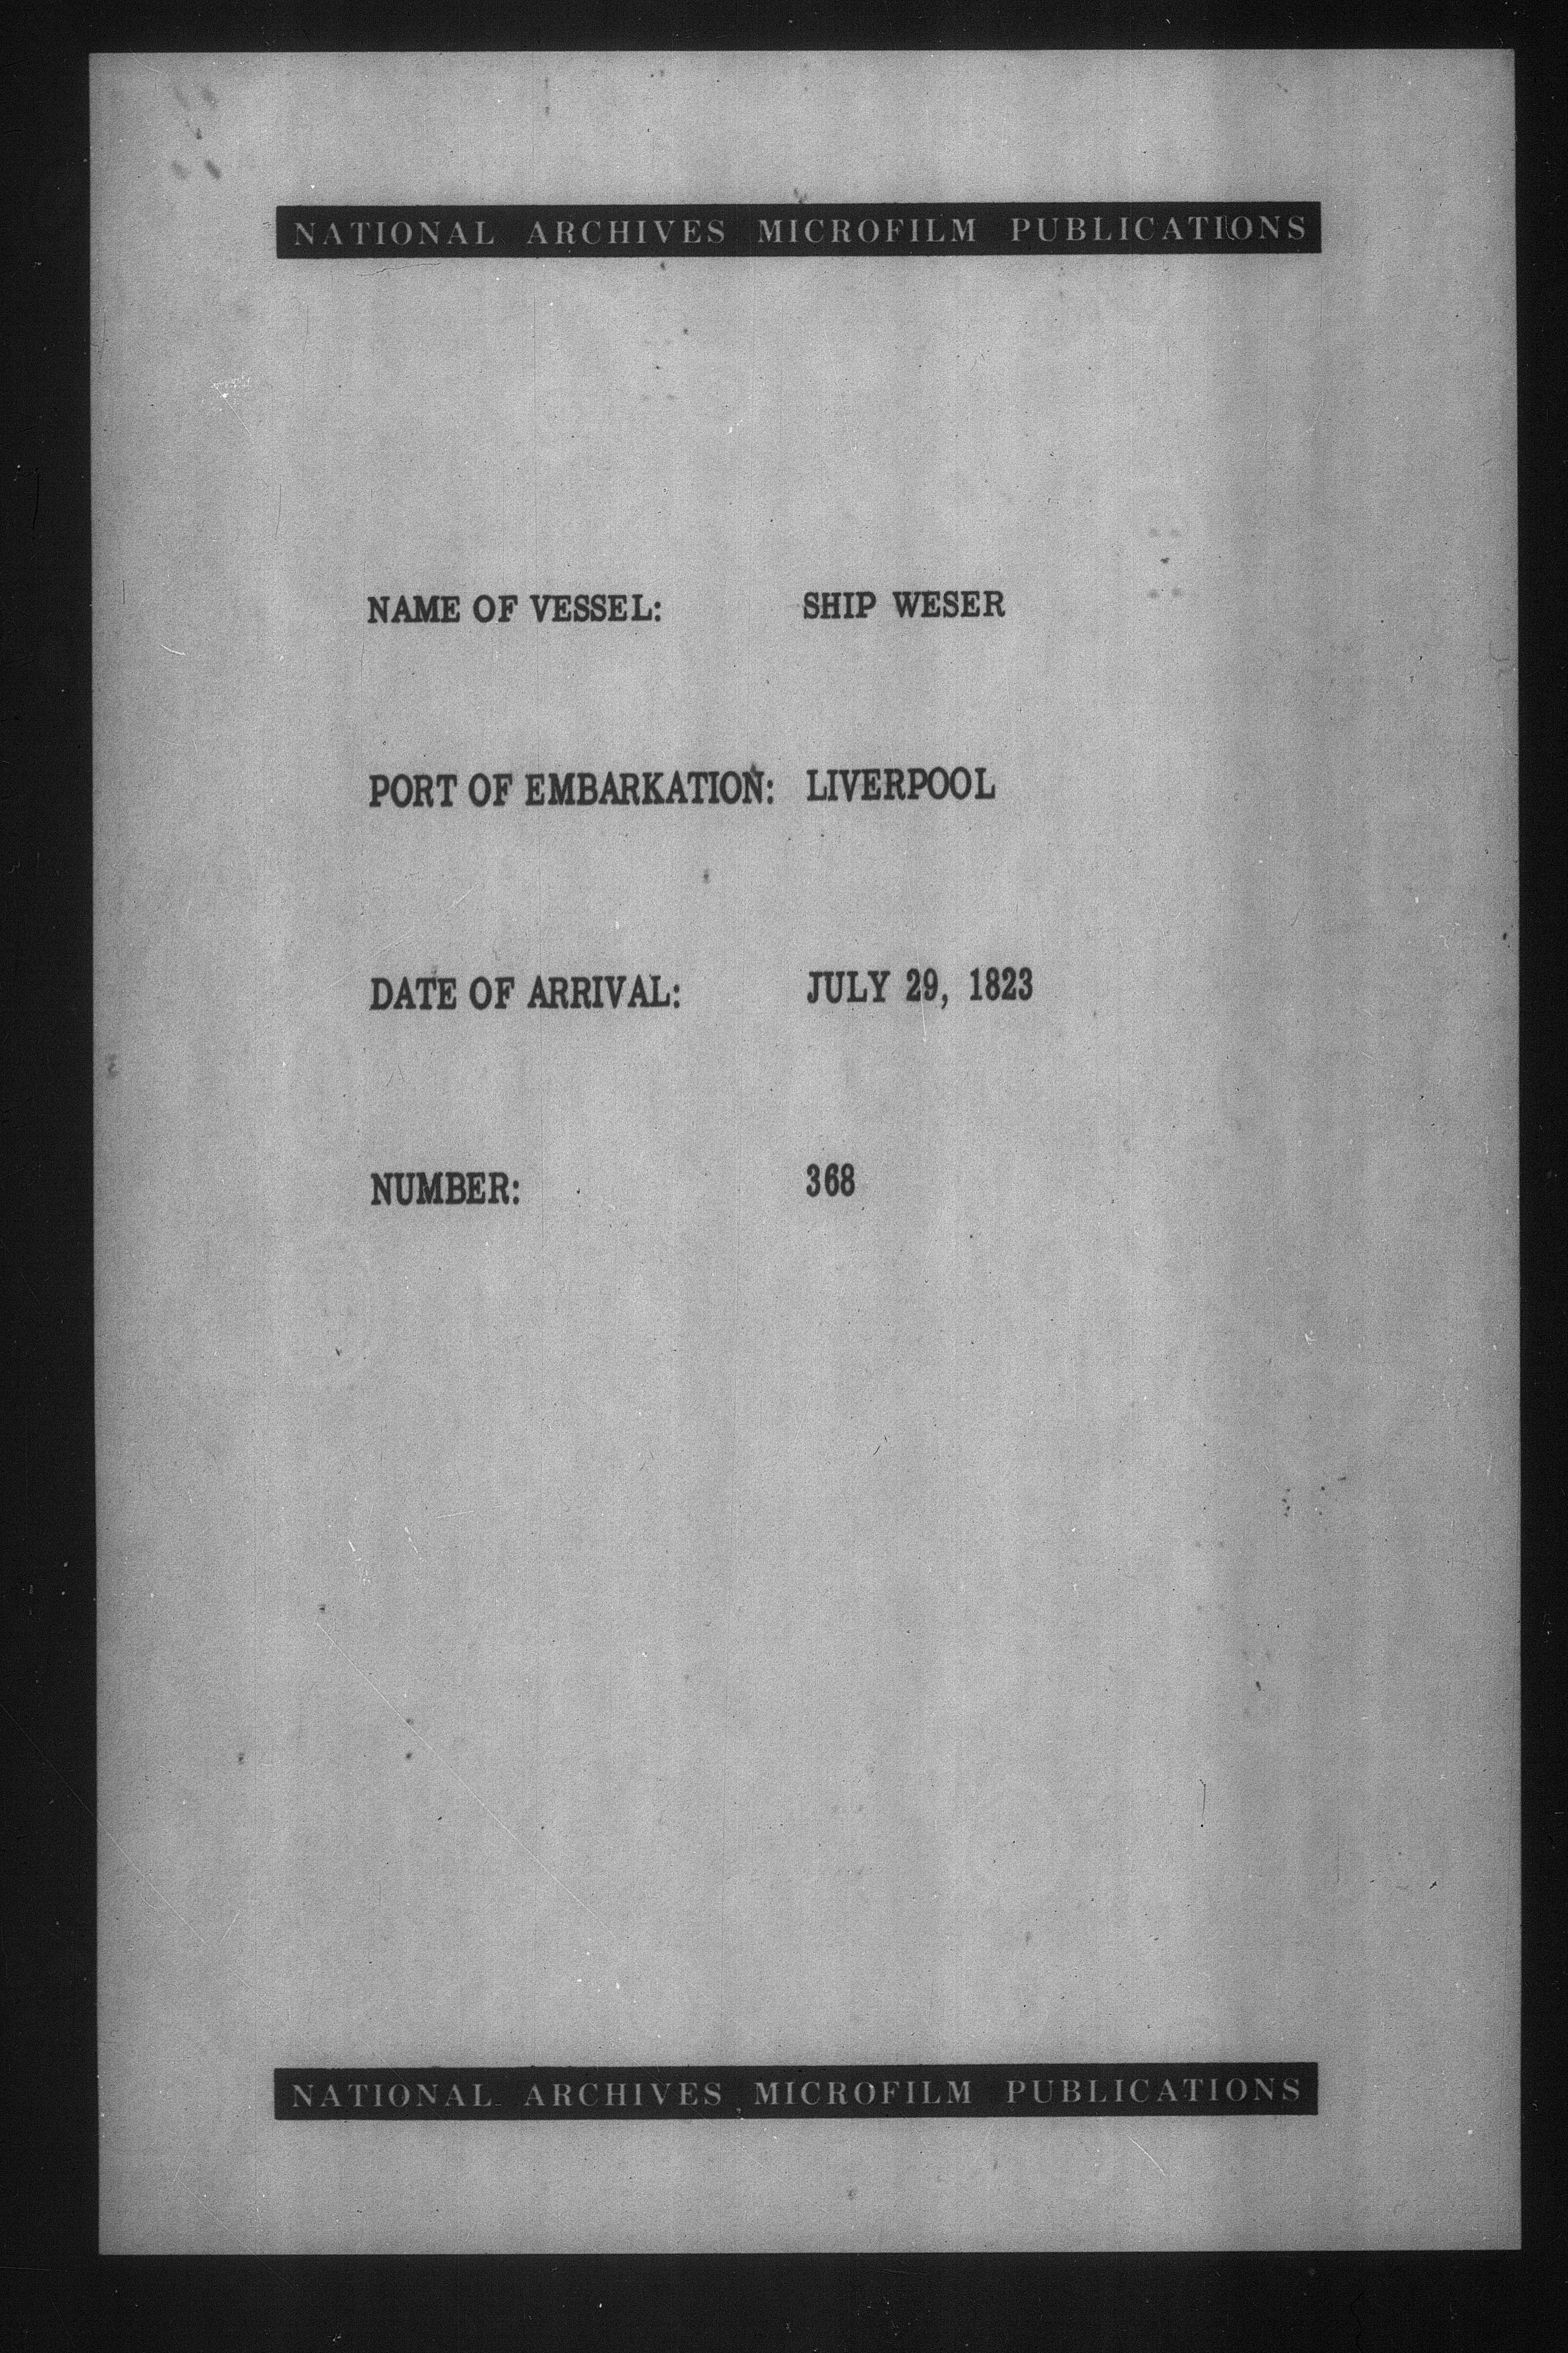 NATIONAL ARCHIVES MICROFILM PUBLICATIONS
NAME OF VESSEL: SHIP WESER
PORT OF EMBARKATION: LIVERPOOL
DATE OF ARRIVAL: JULY 29, 1823
NUMBER: 368
NATIONAL ARCHIVES MICROFILM PUBLICATIONS